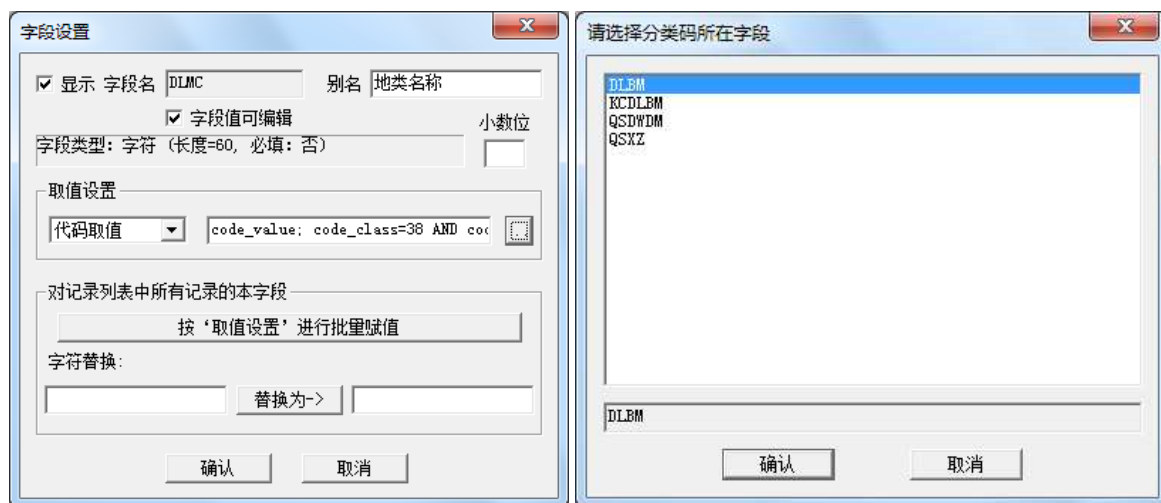 字段设置
显示 字段名 DLMC 别名 地类名称
字段值可编辑
小数位
字段类型: 字符 (长度=60, 必填: 否)
取值设置
代码取值 code_value; code_class=38 AND co
对记录列表中所有记录的本字段
按‘取值设置’进行批量赋值
字符替换:
替换为->
确认 取消
请选择分类码所在字段
DLBM
KCDLBM
QSDWDM
QSXZ
DLBM
确认 取消